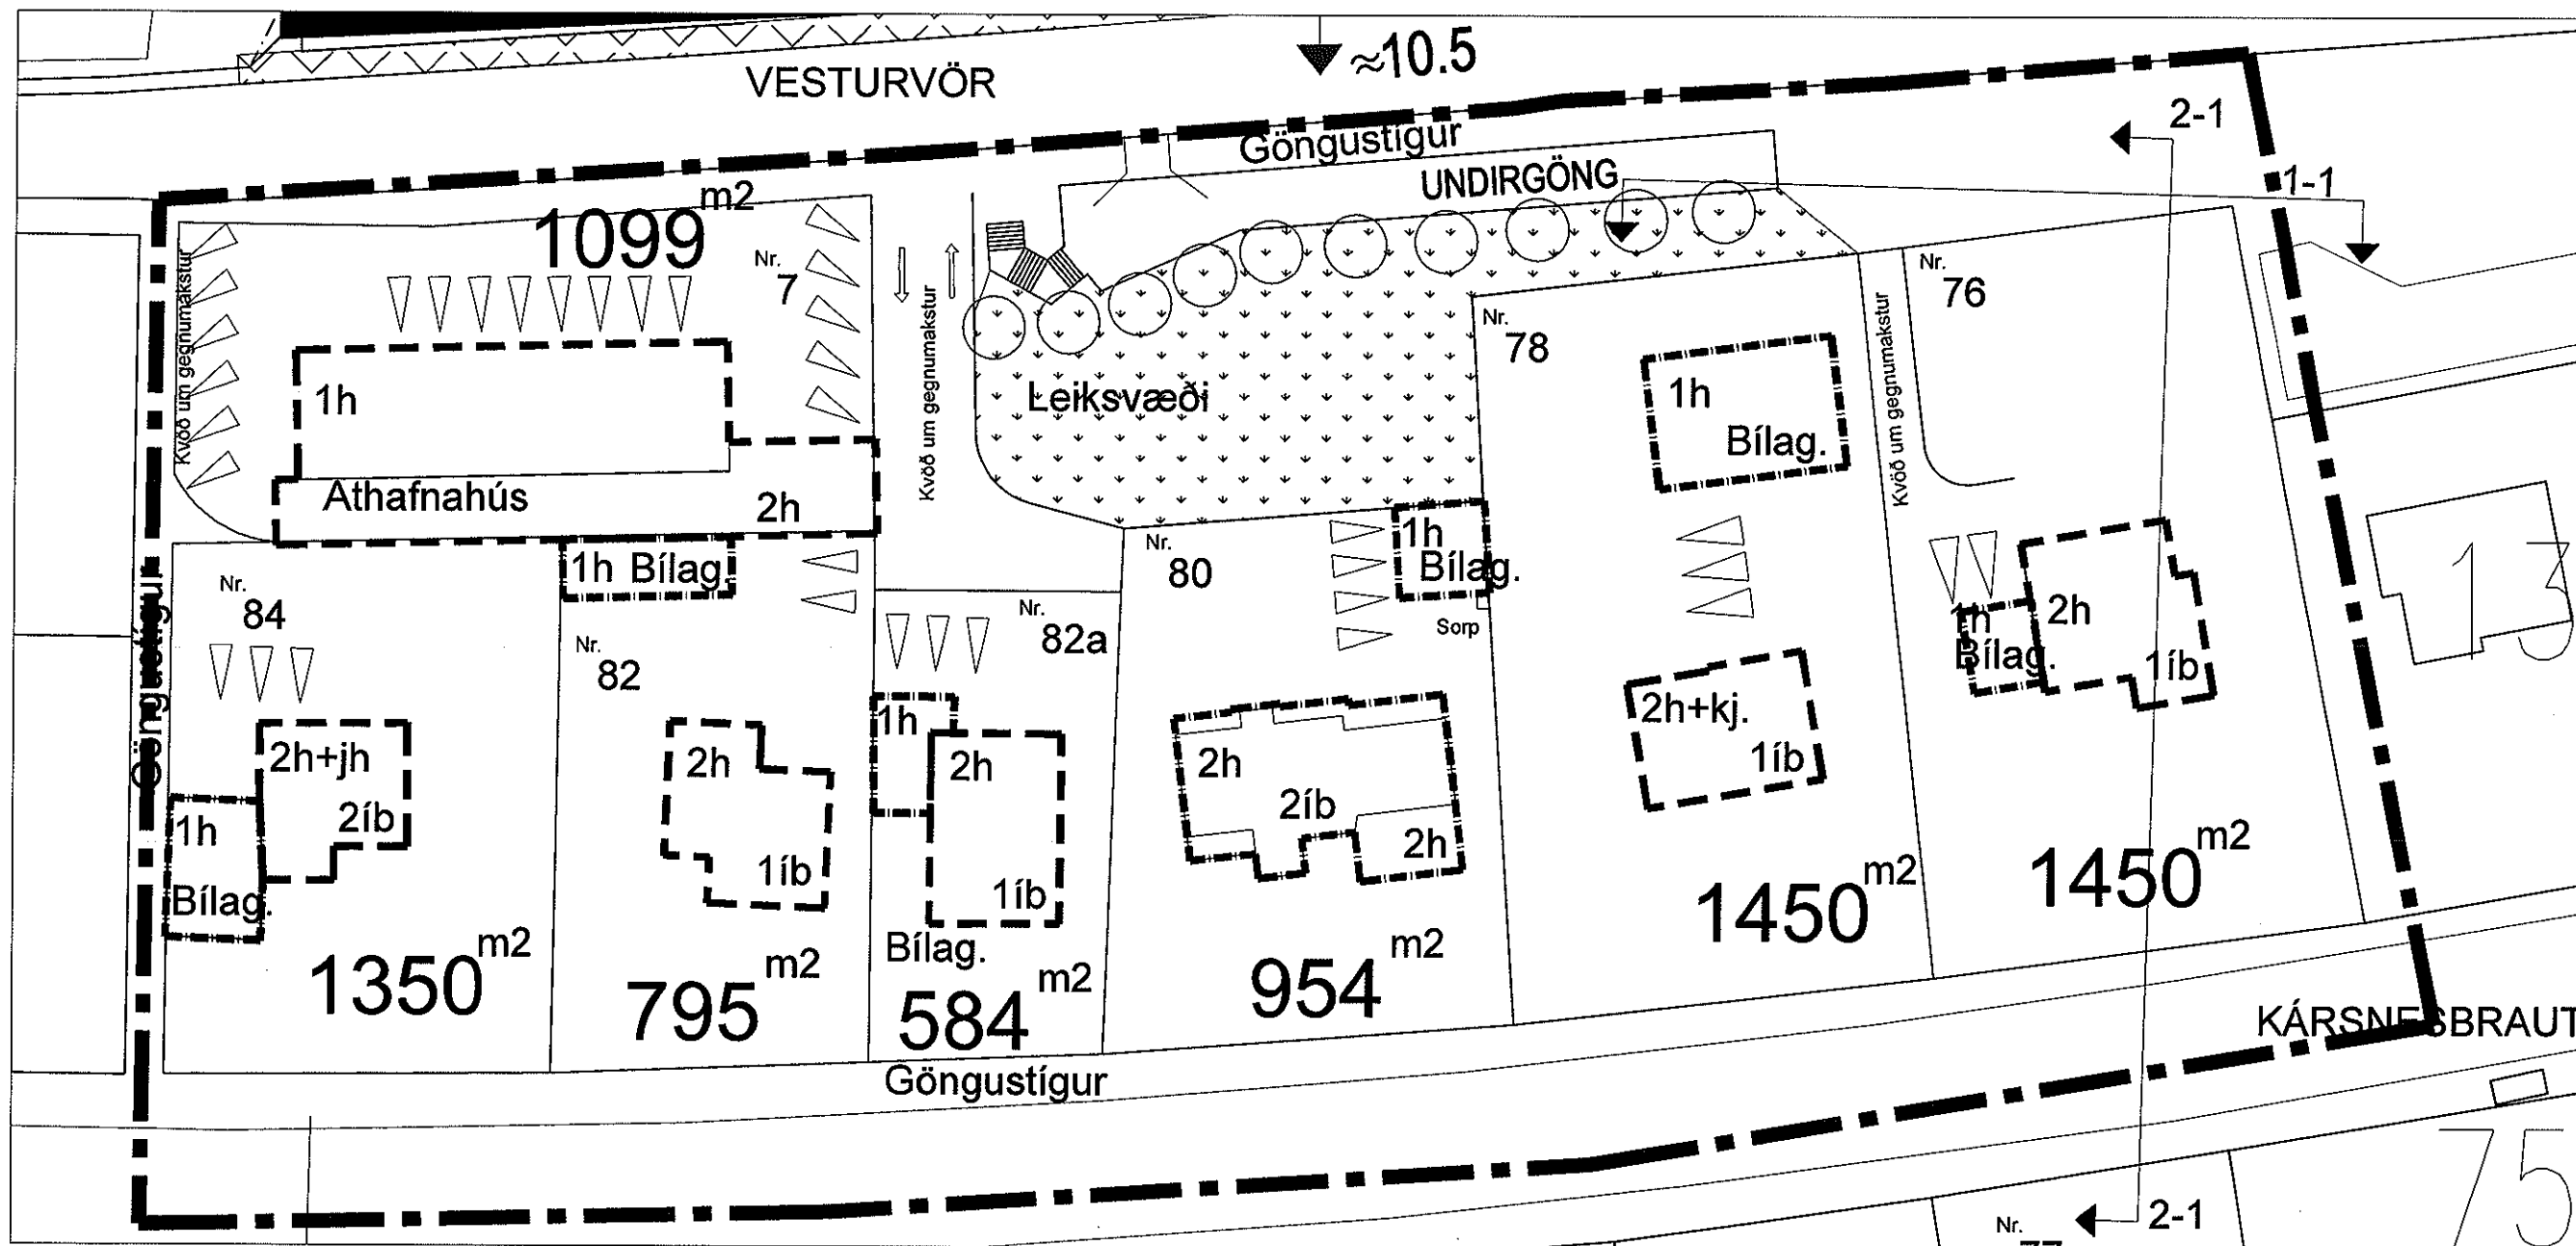 VESTURVÖR
≈10.5
Göngustígur
UNDIRGÖNG
2-1
1-1
1099 m2
Nr. 7
Kvöð um gegnumakstur
Kvöð um gegnumakstur
1h
Athafnahús
2h
Leiksvæði
Nr. 78
1h
Bílag.
Kvöð um gegnumakstur
Nr. 76
Göngustígur
Nr. 84
2h+jh
2íb
1h
Bílag.
1350 m2
1h Bílag.
Nr. 82
2h
1íb
795 m2
Nr. 82a
1h
2h
1íb
Bílag.
584 m2
Nr. 80
1h
Bílag.
Sorp
2h
2íb
2h
954 m2
2h+kj.
1íb
1450 m2
1h
Bílag.
2h
1íb
1450 m2
13
KÁRSNESBRAUT
Göngustígur
75
2-1
Nr.
77